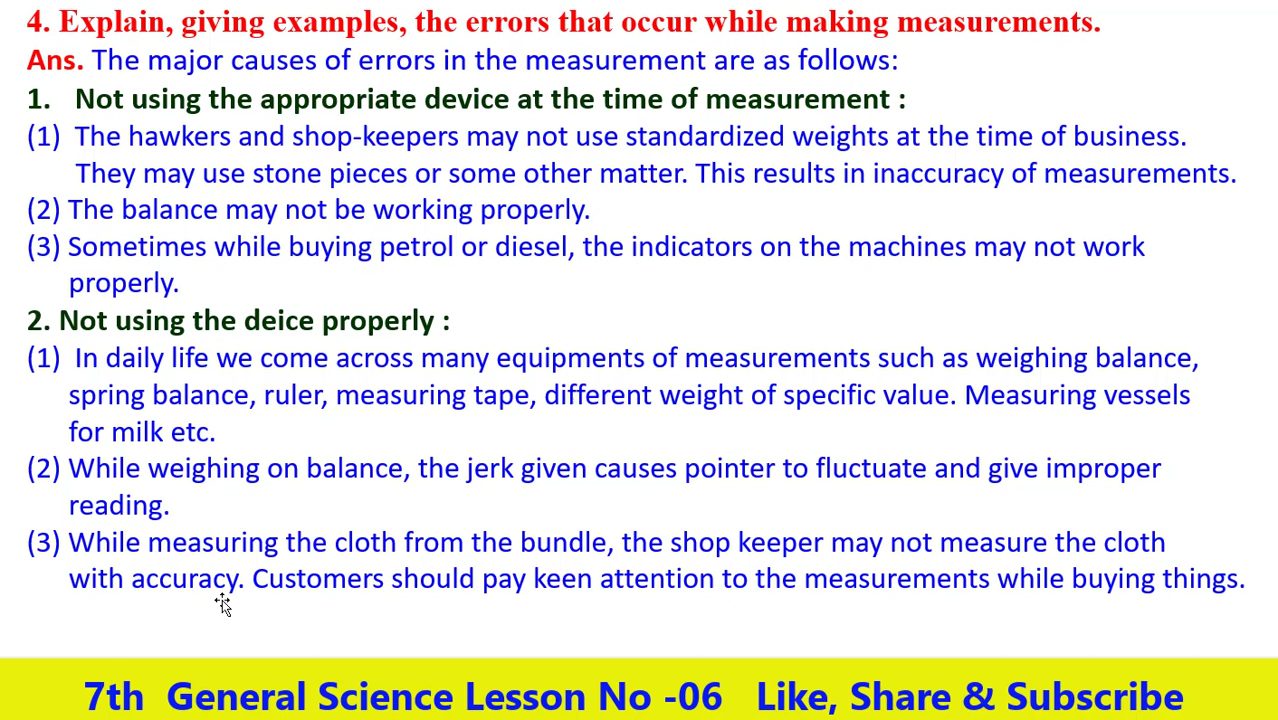 4. Explain, giving examples, the errors that occur while making measurements.
Ans. The major causes of errors in the measurement are as follows:
1. Not using the appropriate device at the time of measurement :
(1) The hawkers and shop-keepers may not use standardized weights at the time of business.
They may use stone pieces or some other matter. This results in inaccuracy of measurements.
(2) The balance may not be working properly.
(3) Sometimes while buying petrol or diesel, the indicators on the machines may not work
properly.
2. Not using the deice properly :
(1) In daily life we come across many equipments of measurements such as weighing balance,
spring balance, ruler, measuring tape, different weight of specific value. Measuring vessels
for milk etc.
(2) While weighing on balance, the jerk given causes pointer to fluctuate and give improper
reading.
(3) While measuring the cloth from the bundle, the shop keeper may not measure the cloth
with accuracy. Customers should pay keen attention to the measurements while buying things.
7th General Science Lesson No -06 Like, Share & Subscribe